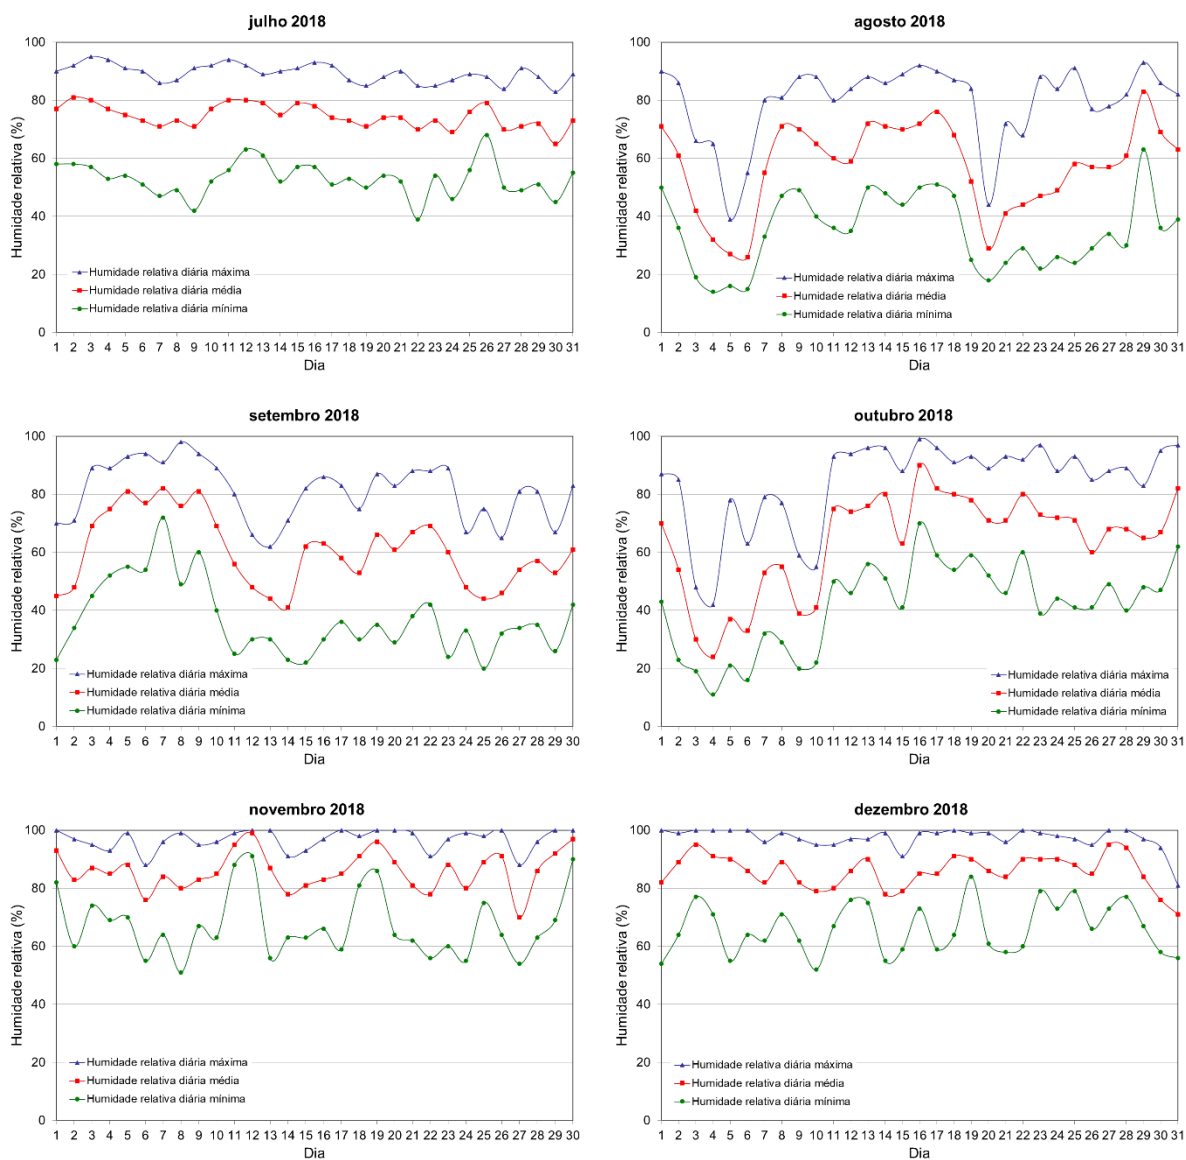 julho 2018
Humidade relativa (%)
100
80
60
40
20
0
Humidade relativa diária máxima
Humidade relativa diária média
Humidade relativa diária mínima
1 2 3 4 5 6 7 8 9 10 11 12 13 14 15 16 17 18 19 20 21 22 23 24 25 26 27 28 29 30 31
Dia
agosto 2018
Humidade relativa (%)
100
80
60
40
20
0
Humidade relativa diária máxima
Humidade relativa diária média
Humidade relativa diária mínima
1 2 3 4 5 6 7 8 9 10 11 12 13 14 15 16 17 18 19 20 21 22 23 24 25 26 27 28 29 30 31
Dia
setembro 2018
Humidade relativa (%)
100
80
60
40
20
0
Humidade relativa diária máxima
Humidade relativa diária média
Humidade relativa diária mínima
1 2 3 4 5 6 7 8 9 10 11 12 13 14 15 16 17 18 19 20 21 22 23 24 25 26 27 28 29 30
Dia
outubro 2018
Humidade relativa (%)
100
80
60
40
20
0
Humidade relativa diária máxima
Humidade relativa diária média
Humidade relativa diária mínima
1 2 3 4 5 6 7 8 9 10 11 12 13 14 15 16 17 18 19 20 21 22 23 24 25 26 27 28 29 30 31
Dia
novembro 2018
Humidade relativa (%)
100
80
60
40
20
0
Humidade relativa diária máxima
Humidade relativa diária média
Humidade relativa diária mínima
1 2 3 4 5 6 7 8 9 10 11 12 13 14 15 16 17 18 19 20 21 22 23 24 25 26 27 28 29 30
Dia
dezembro 2018
Humidade relativa (%)
100
80
60
40
20
0
Humidade relativa diária máxima
Humidade relativa diária média
Humidade relativa diária mínima
1 2 3 4 5 6 7 8 9 10 11 12 13 14 15 16 17 18 19 20 21 22 23 24 25 26 27 28 29 30 31
Dia